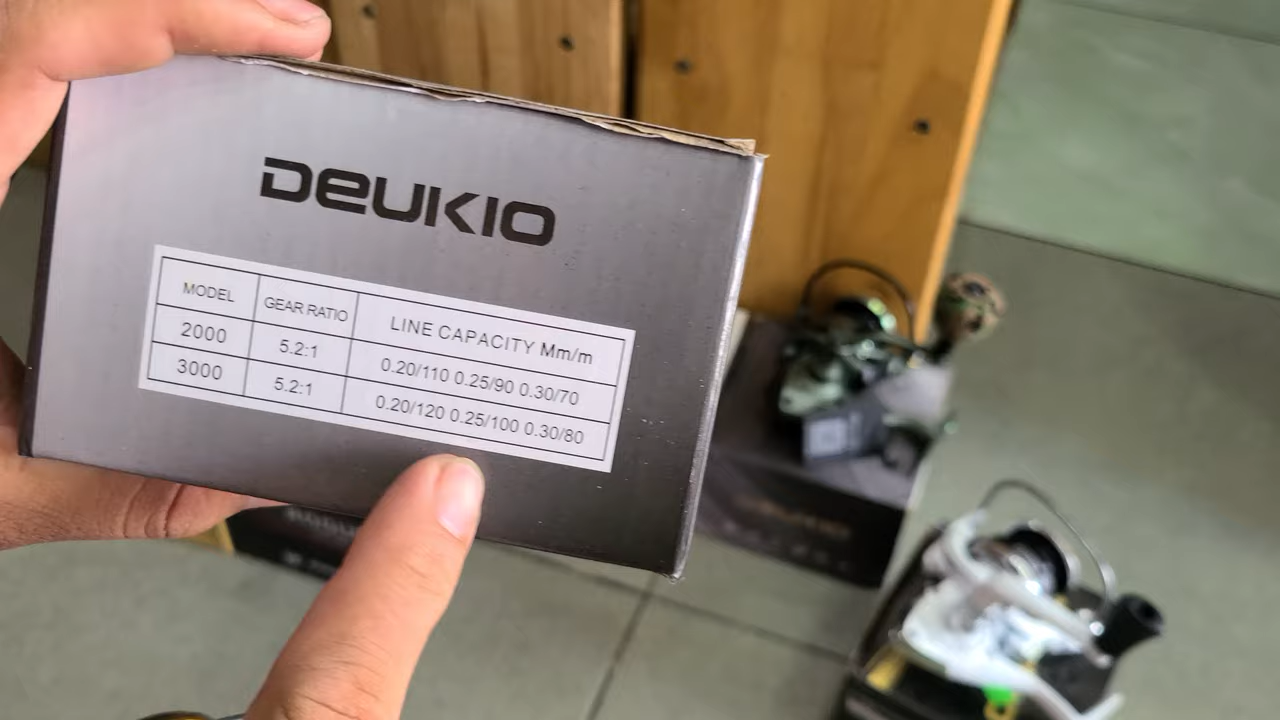 DEUKIO
MODEL GEAR RATIO LINE CAPACITY Mm/m
2000 5.2:1 0.20/110 0.25/90 0.30/70
3000 5.2:1 0.20/120 0.25/100 0.30/80